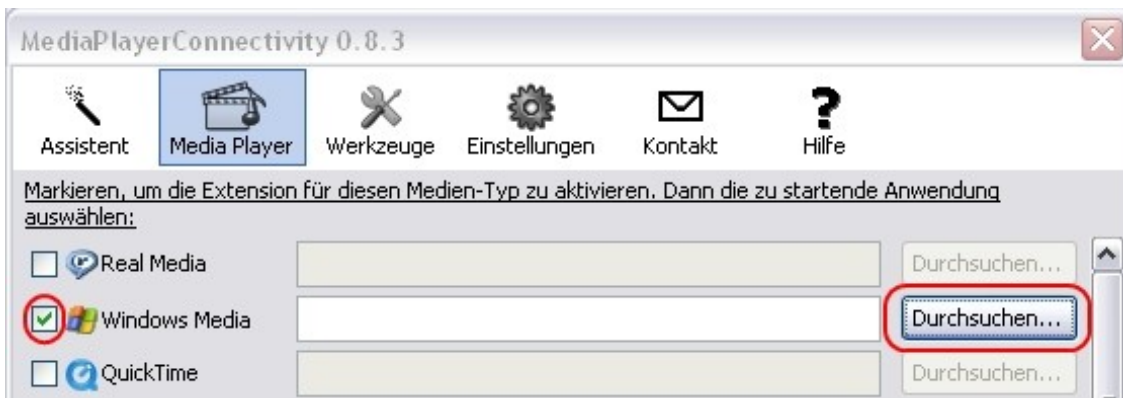 MediaPlayerConnectivity 0.8.3
Assistent Media Player Werkzeuge Einstellungen Kontakt Hilfe
Markieren, um die Extension für diesen Medien-Typ zu aktivieren. Dann die zu startende Anwendung
auswählen:
Real Media Durchsuchen...
Windows Media Durchsuchen...
QuickTime Durchsuchen...